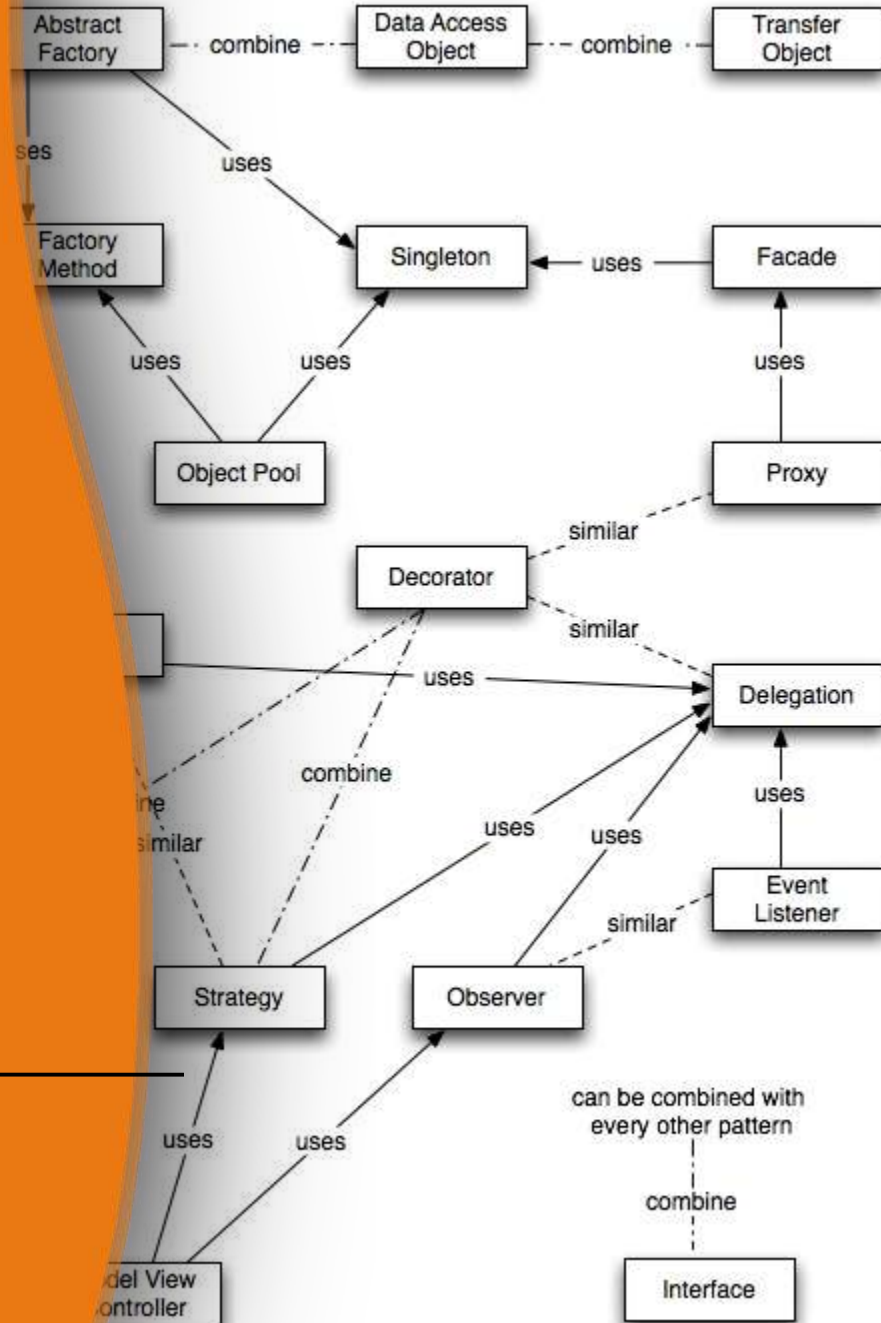 Abstract
Factory
combine
Data Access
Object
combine
Transfer
Object
uses
Factory
Method
Singleton
uses
Facade
uses
uses
uses
Object Pool
Proxy
similar
Decorator
similar
uses
Delegation
combine
uses
similar
uses
uses
Event
Listener
similar
Strategy
Observer
can be combined with
every other pattern
uses
uses
combine
View
Interface